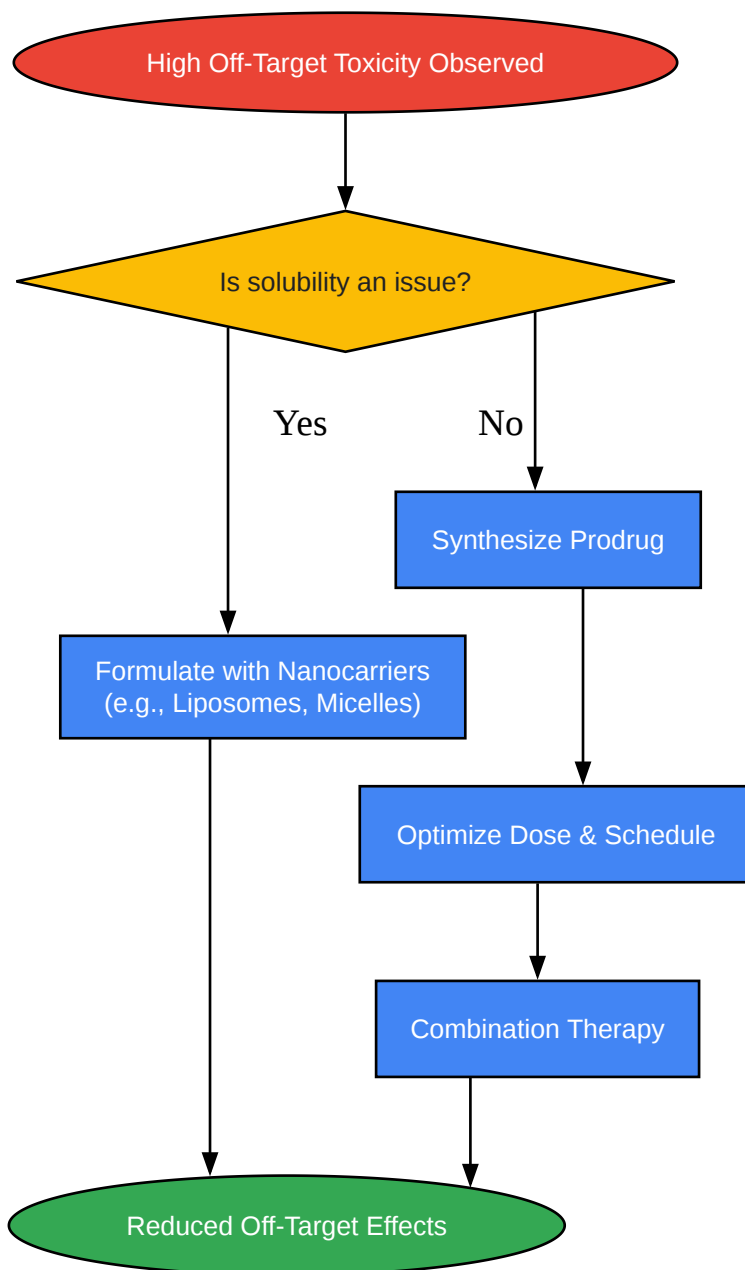 High Off-Target Toxicity Observed
Is solubility an issue?
Yes
No
Synthesize Prodrug
Formulate with Nanocarriers
(e.g., Liposomes, Micelles)
Optimize Dose & Schedule
Combination Therapy
Reduced Off-Target Effects